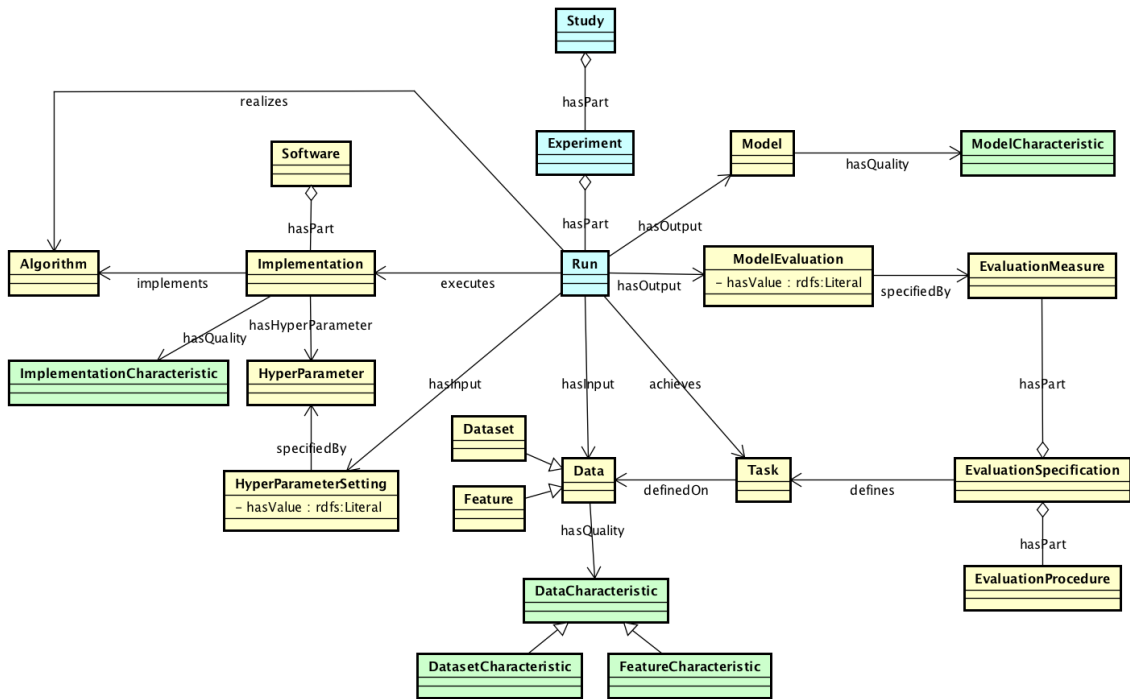 Study
hasPart
realizes
Software
Experiment
Model
ModelCharacteristic
hasQuality
hasPart
hasPart
hasOutput
Algorithm
Implementation
Run
ModelEvaluation
- hasValue : rdfs:Literal
EvaluationMeasure
implements
executes
hasOutput
specifiedBy
hasQuality
hasHyperParameter
ImplementationCharacteristic
HyperParameter
hasInput
hasInput
achieves
hasPart
specifiedBy
Dataset
HyperParameterSetting
- hasValue : rdfs:Literal
Feature
Data
definedOn
Task
defines
EvaluationSpecification
hasQuality
hasPart
DataCharacteristic
EvaluationProcedure
DatasetCharacteristic
FeatureCharacteristic